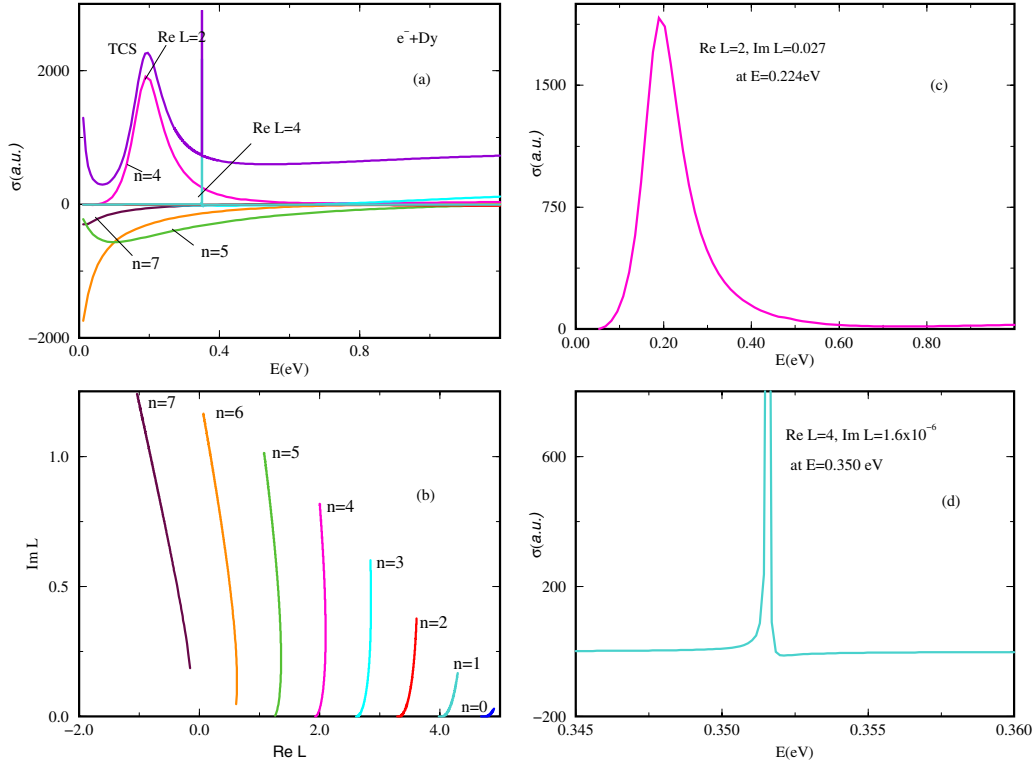 2000
0
−2000
σ(a.u.)
TCS
Re L=2
e⁻+Dy
(a)
Re L=4
n=4
n=5
n=7
0.0
0.4
0.8
E(eV)
1500
750
0
σ(a.u.)
Re L=2, Im L=0.027
at E=0.224eV
(c)
0.00
0.20
0.40
0.60
0.80
E(eV)
1.0
0.5
0.0
Im L
n=7
n=6
n=5
(b)
n=4
n=3
n=2
n=1
n=0
−2.0
0.0
2.0
4.0
Re L
600
200
−200
σ(a.u.)
Re L=4, Im L=1.6x10⁻⁶
at E=0.350 eV
(d)
0.345
0.350
0.355
0.360
E(eV)